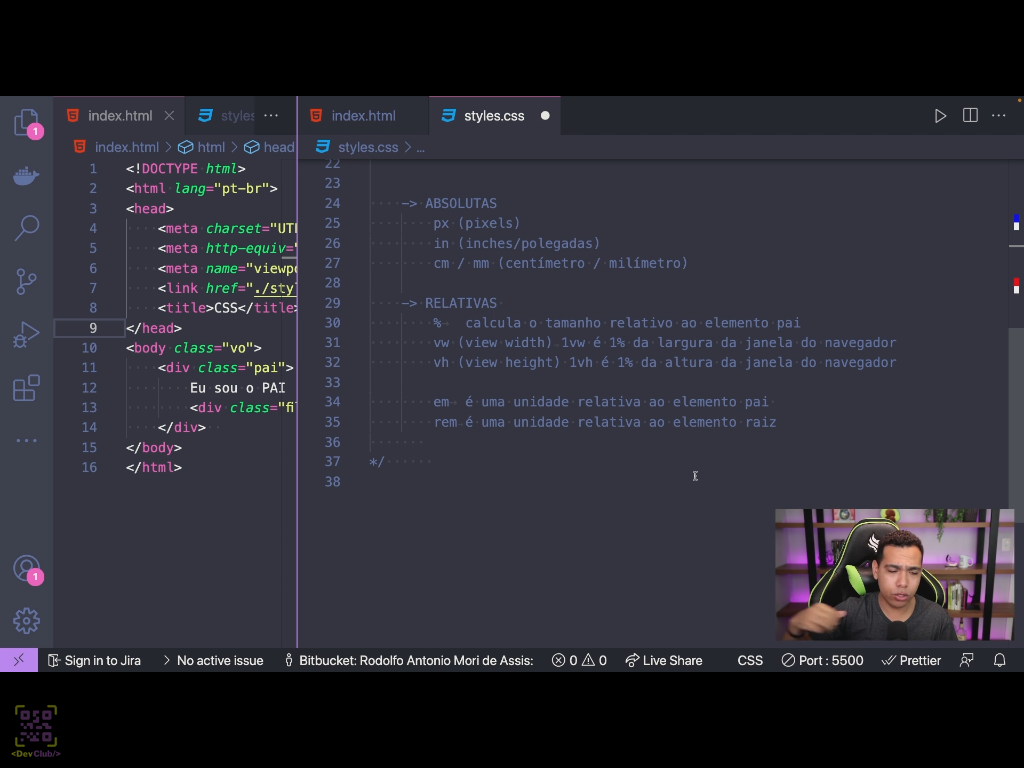 index.html
styles
index.html
styles.css
index.html > html > head
styles.css > ...
1
1 <!DOCTYPE html>
2 <html lang="pt-br">
3 <head>
4 <meta charset="UT
5 <meta http-equiv=
6 <meta name="viewp
7 <link href="./sty
8 <title>CSS</title>
9 </head>
10 <body class="vo">
11 <div class="pai">
12 Eu sou o PAI
13 <div class="fi
14 </div>
15 </body>
16 </html>
22
23
24 -> ABSOLUTAS
25 px (pixels)
26 in (inches/polegadas)
27 cm / mm (centímetro / milímetro)
28
29 -> RELATIVAS
30 % calcula o tamanho relativo ao elemento pai
31 vw (view width) 1vw é 1% da largura da janela do navegador
32 vh (view height) 1vh é 1% da altura da janela do navegador
33
34 em é uma unidade relativa ao elemento pai
35 rem é uma unidade relativa ao elemento raiz
36
37 */
38
1
Sign in to Jira > No active issue Bitbucket: Rodolfo Antonio Mori de Assis: 0 0 Live Share CSS Port : 5500 Prettier
<DevClub/>